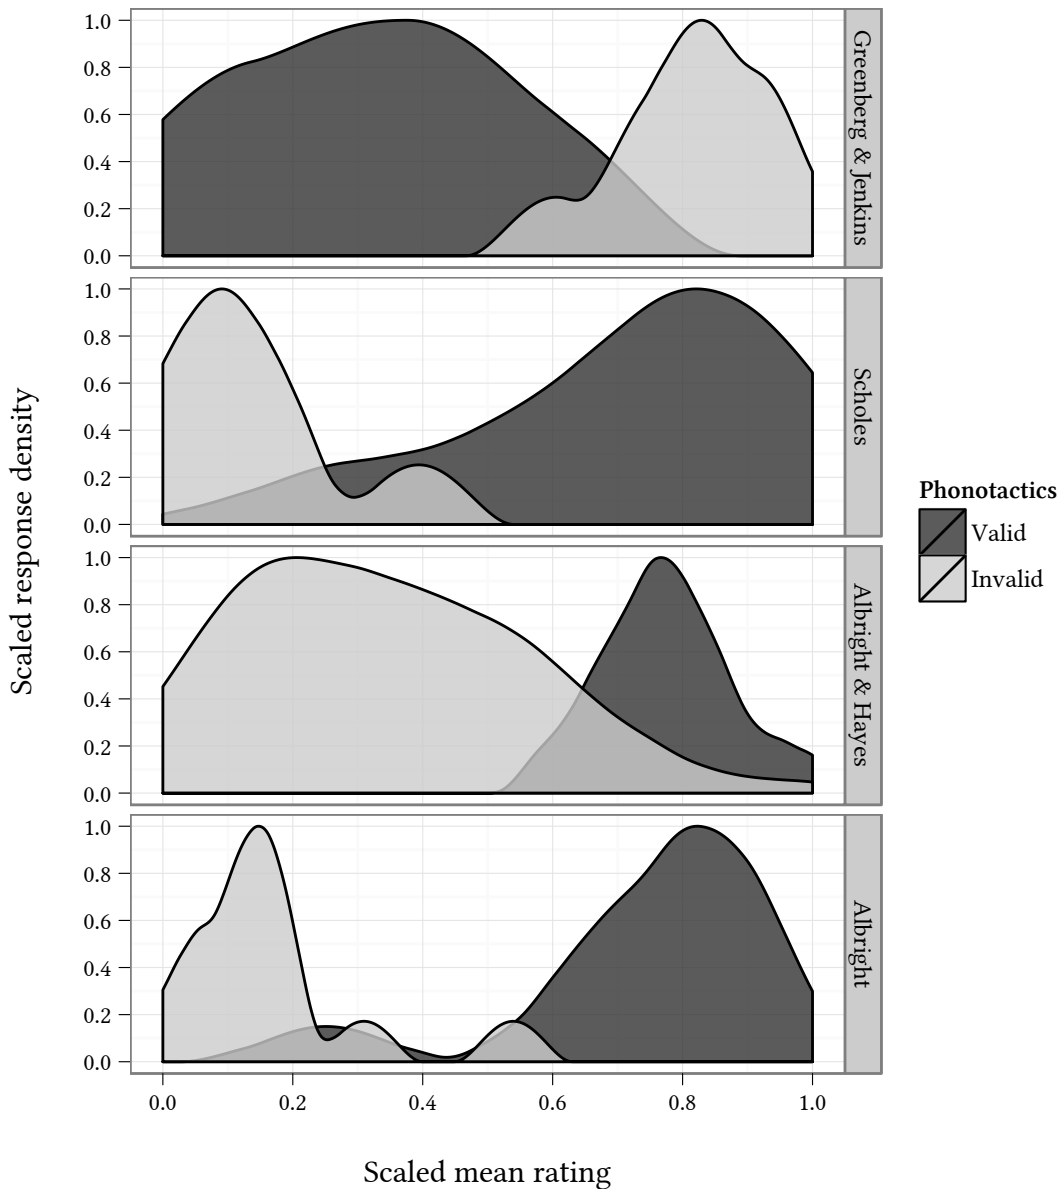 1.0
0.8
0.6
0.4
0.2
0.0
Greenberg & Jenkins
1.0
0.8
0.6
0.4
0.2
0.0
Scholes
Scaled response density
Phonotactics
Valid
Invalid
1.0
0.8
0.6
0.4
0.2
0.0
Albright & Hayes
1.0
0.8
0.6
0.4
0.2
0.0
Albright
0.0 0.2 0.4 0.6 0.8 1.0
Scaled mean rating